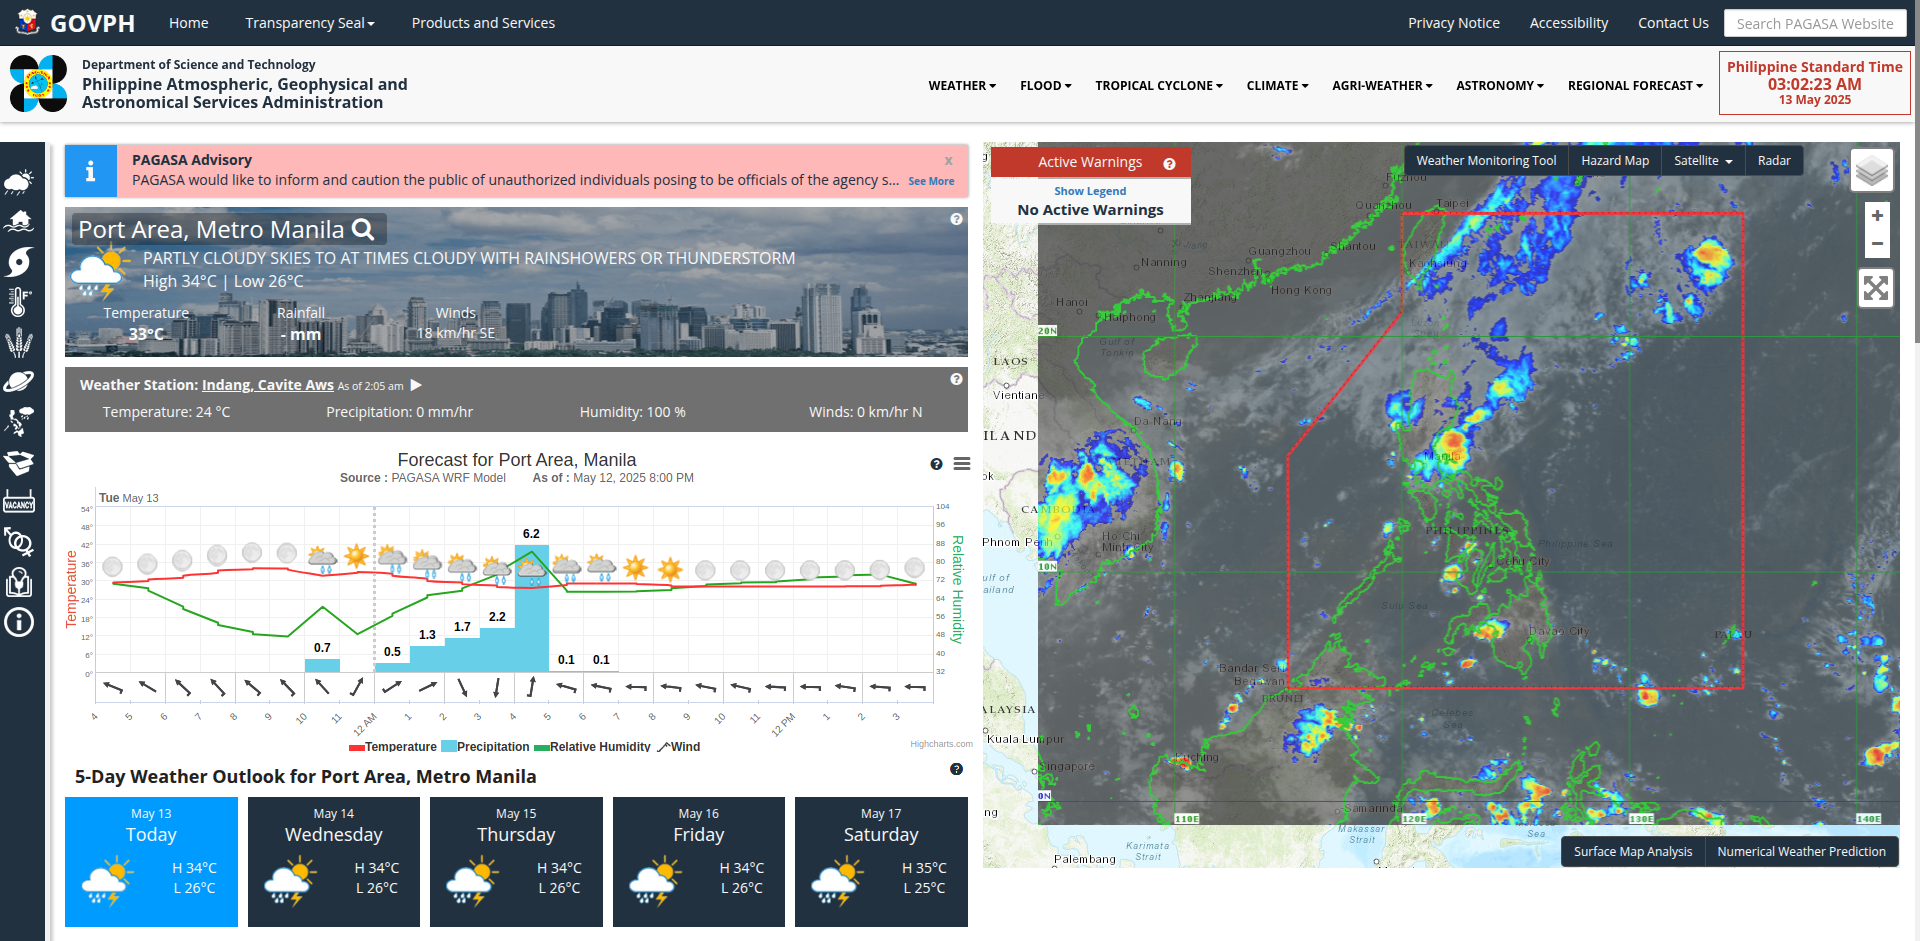 GOVPH
Home
Transparency Seal
Products and Services
Privacy Notice
Accessibility
Contact Us
Search PAGASA Website
Department of Science and Technology
Philippine Atmospheric, Geophysical and
Astronomical Services Administration
WEATHER
FLOOD
TROPICAL CYCLONE
CLIMATE
AGRI-WEATHER
ASTRONOMY
REGIONAL FORECAST
Philippine Standard Time
03:02:23 AM
13 May 2025
VACANCY
PAGASA Advisory
x
PAGASA would like to inform and caution the public of unauthorized individuals posing to be officials of the agency s... See More
Port Area, Metro Manila
PARTLY CLOUDY SKIES TO AT TIMES CLOUDY WITH RAINSHOWERS OR THUNDERSTORM
High 34°C | Low 26°C
Temperature
Rainfall
Winds
33°C
- mm
18 km/hr SE
Weather Station: Indang, Cavite Aws As of 2:05 am
Temperature: 24 °C
Precipitation: 0 mm/hr
Humidity: 100 %
Winds: 0 km/hr N
Forecast for Port Area, Manila
Source : PAGASA WRF Model As of : May 12, 2025 8:00 PM
Tue May 13
54°
48°
42°
36°
30°
24°
18°
12°
6°
0°
Temperature
104
96
88
80
72
64
56
48
40
32
Relative Humidity
0.7
0.5
1.3
1.7
2.2
6.2
0.1
0.1
4
5
6
7
8
9
10
11
12 AM
1
2
3
4
5
6
7
8
9
10
11
12 PM
1
2
3
Temperature
Precipitation
Relative Humidity
Wind
Highcharts.com
5-Day Weather Outlook for Port Area, Metro Manila
May 13
Today
H 34°C
L 26°C
May 14
Wednesday
H 34°C
L 26°C
May 15
Thursday
H 34°C
L 26°C
May 16
Friday
H 34°C
L 26°C
May 17
Saturday
H 35°C
L 25°C
Active Warnings
Show Legend
No Active Warnings
Weather Monitoring Tool
Hazard Map
Satellite
Radar
+
−
Fuzhou
Quanzhou
Taipei
Guangzhou
Shantou
TAIWAN
Nanning
Shenzhen
Kaohsiung
Hanoi
Zhanjiang
Hong Kong
Haiphong
20N
Gulf of
Tonkin
LAOS
Vientiane
Da Nang
ILAND
Manila
VIETNAM
ok
CAMBODIA
PHILIPPINES
Phnom Penh
Ho Chi
Minh City
Philippine Sea
10N
Cebu City
ulf of
ailand
Sulu Sea
Davao City
PALAU
Bandar Seri
Begawan
BRUNEI
ALAYSIA
Celebes
Sea
Kuala Lumpur
Kuching
Singapore
0N
Samarinda
ng
110E
120E
130E
140E
Makassar
Strait
Karimata
Strait
Sea
Palembang
Surface Map Analysis
Numerical Weather Prediction